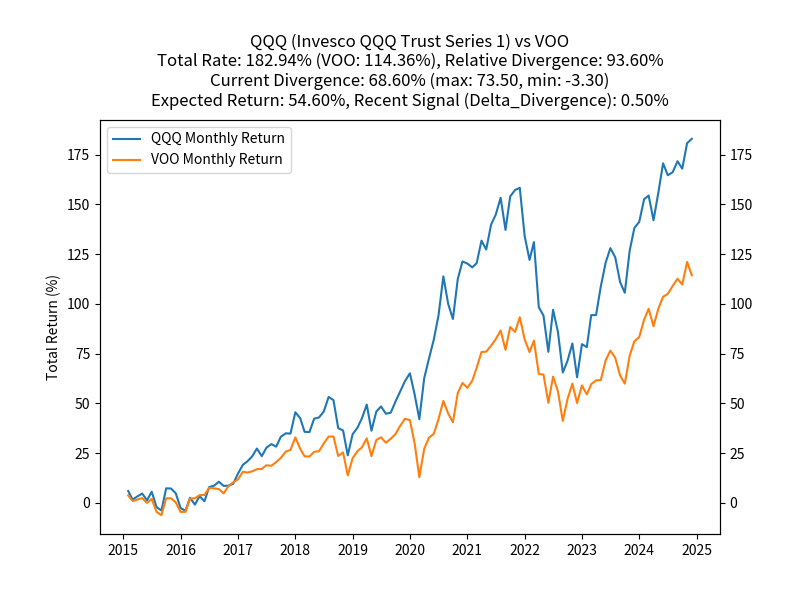 QQQ (Invesco QQQ Trust Series 1) vs VOO
Total Rate: 182.94% (VOO: 114.36%), Relative Divergence: 93.60%
Current Divergence: 68.60% (max: 73.50, min: -3.30)
Expected Return: 54.60%, Recent Signal (Delta_Divergence): 0.50%
QQQ Monthly Return
VOO Monthly Return
Total Return (%)
175 175
150 150
125 125
100 100
75 75
50 50
25 25
0 0
2015 2016 2017 2018 2019 2020 2021 2022 2023 2024 2025